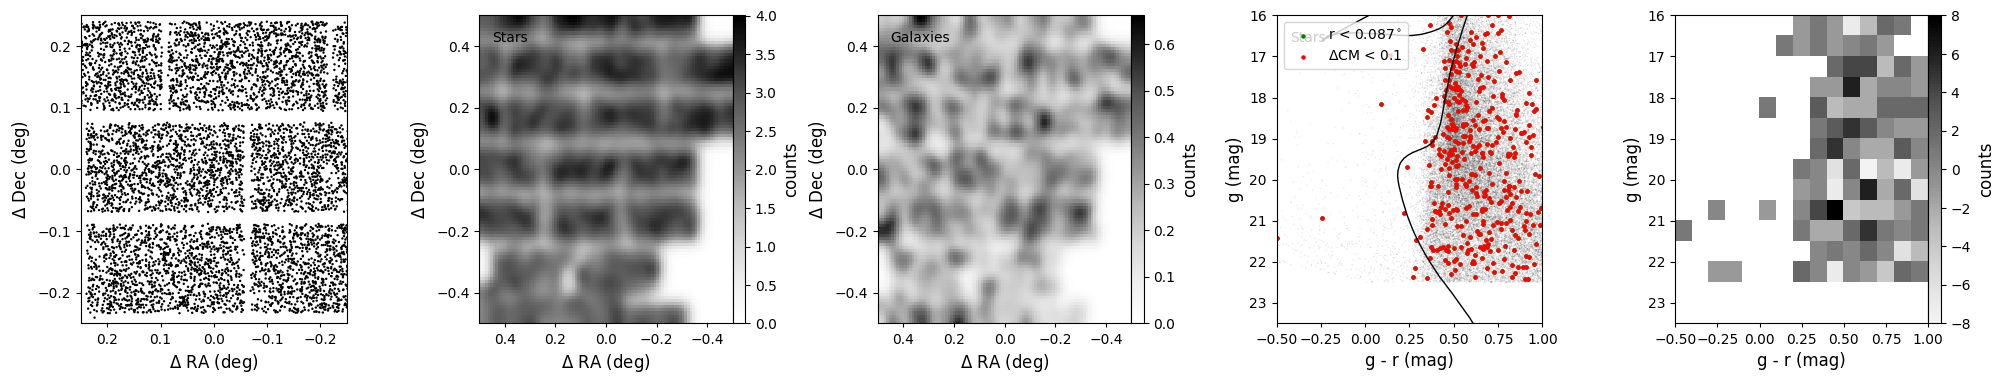 Δ Dec (deg)
0.2
0.1
0.0
−0.1
−0.2
0.2 0.1 0.0 −0.1 −0.2
Δ RA (deg)
Δ Dec (deg)
Stars
0.4
0.2
0.0
−0.2
−0.4
0.4 0.2 0.0 −0.2 −0.4
Δ RA (deg)
4.0
3.5
3.0
2.5
2.0
1.5
1.0
0.5
0.0
counts
Δ Dec (deg)
Galaxies
0.4
0.2
0.0
−0.2
−0.4
0.4 0.2 0.0 −0.2 −0.4
Δ RA (deg)
0.6
0.5
0.4
0.3
0.2
0.1
0.0
counts
g (mag)
Stars
r < 0.087°
ΔCM < 0.1
16
17
18
19
20
21
22
23
−0.50 −0.25 0.00 0.25 0.50 0.75 1.00
g - r (mag)
g (mag)
16
17
18
19
20
21
22
23
−0.50 −0.25 0.00 0.25 0.50 0.75 1.00
g - r (mag)
8
6
4
2
0
−2
−4
−6
−8
counts